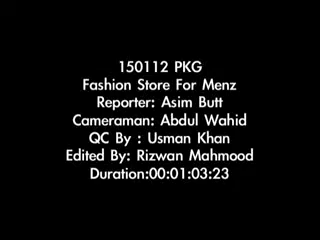 150112 PKG
Fashion Store For Menz
Reporter: Asim Butt
Cameraman: Abdul Wahid
QC By : Usman Khan
Edited By: Rizwan Mahmood
Duration:00:01:03:23